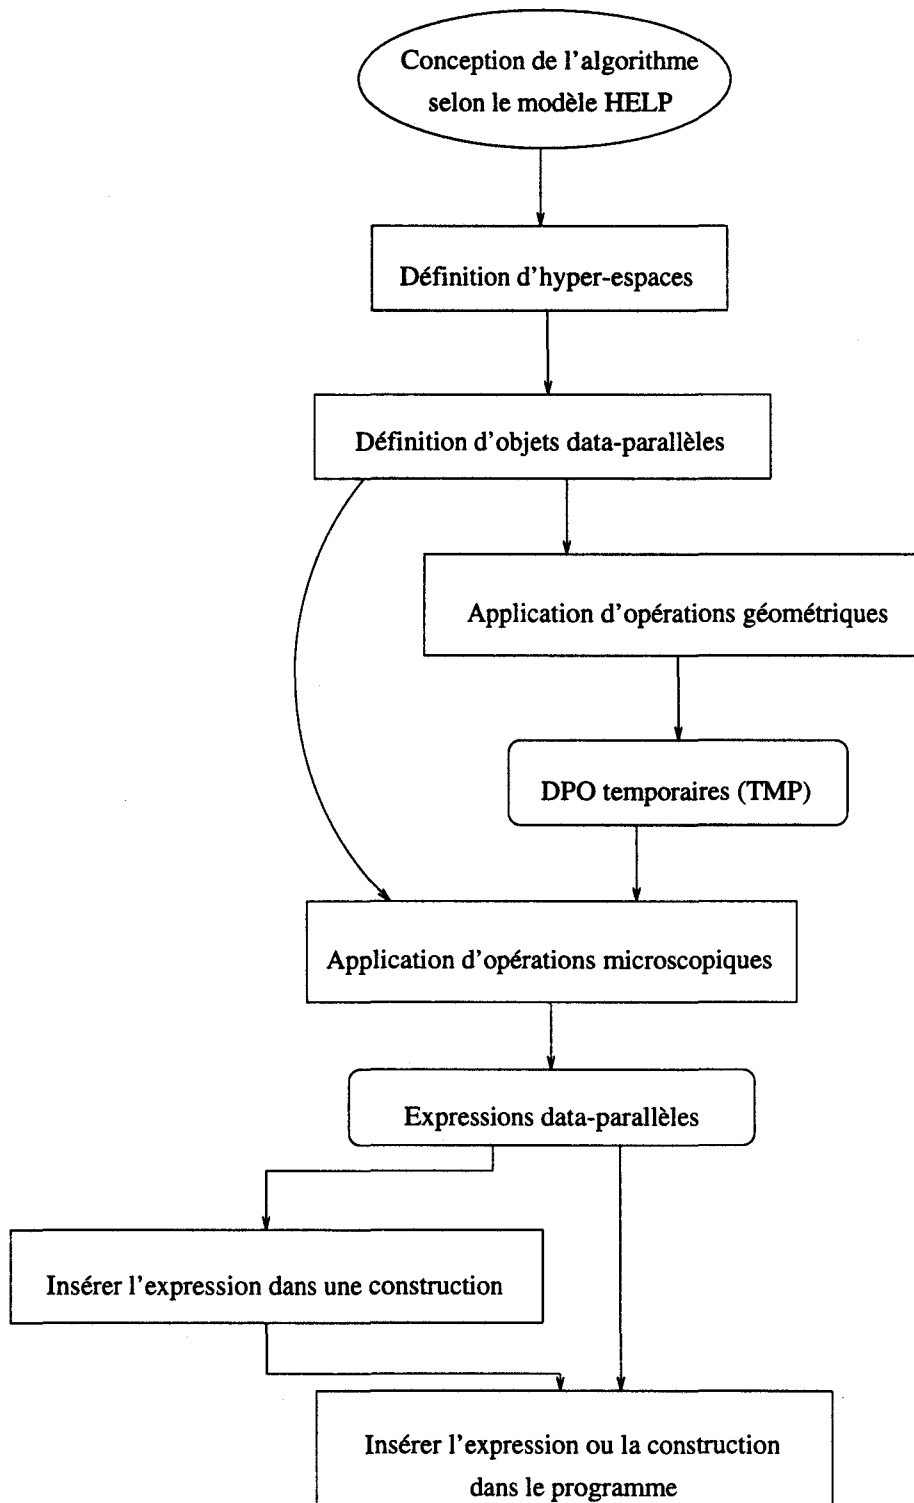 Conception de l'algorithme
selon le modèle HELP
Définition d'hyper-espaces
Définition d'objets data-parallèles
Application d'opérations géométriques
DPO temporaires (TMP)
Application d'opérations microscopiques
Expressions data-parallèles
Insérer l'expression dans une construction
Insérer l'expression ou la construction
dans le programme